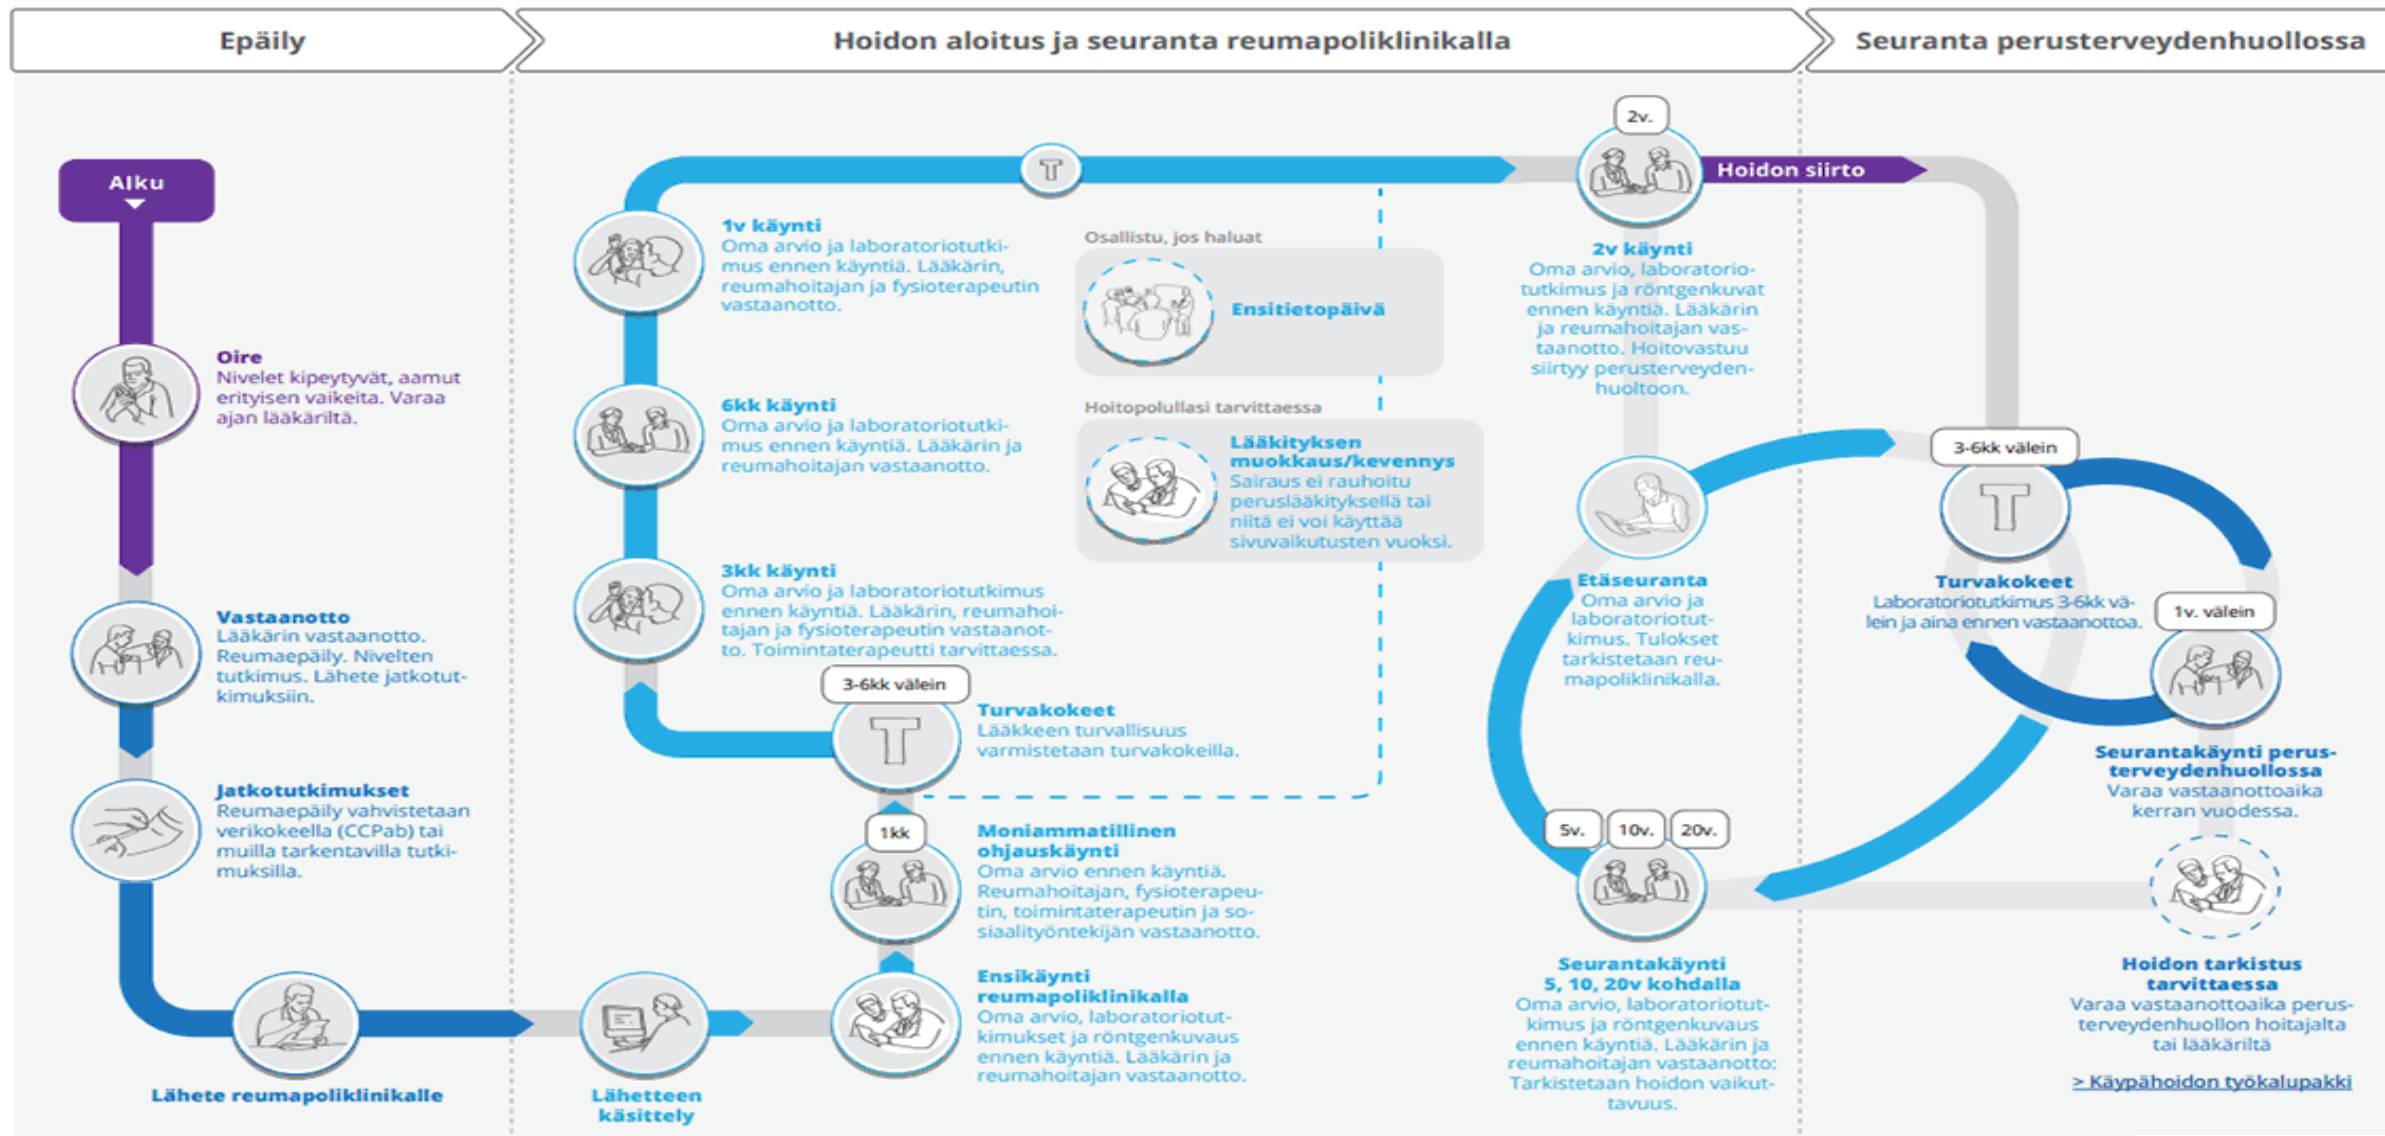 Epäily
Hoidon aloitus ja seuranta reumapoliklinikalla
Seuranta perusterveydenhuollossa
Alku
Oire
Nivelet kipeytyvät, aamut
erityisen vaikeita. Varaa
ajan lääkäriltä.
Vastaanotto
Lääkärin vastaanotto.
Reumaepäily. Nivelten
tutkimus. Lähete jatkotut-
kimuksiin.
Jatkotutkimukset
Reumaepäily vahvistetaan
verikokeella (CCPab) tai
muilla tarkentavilla tutki-
muksilla.
Lähete reumapoliklinikalle
Lähetteen
käsittely
Ensikäynti
reumapoliklinikalla
Oma arvio, laboratoriotut-
kimukset ja röntgenkuvaus
ennen käyntiä. Lääkärin ja
reumahoitajan vastaanotto.
1kk
Moniammatillinen
ohjauskäynti
Oma arvio ennen käyntiä.
Reumahoitajan, fysioterapeu-
tin, toimintaterapeutin ja so-
siaalityöntekijän vastaanotto.
3-6kk välein
T
Turvakokeet
Lääkkeen turvallisuus
varmistetaan turvakokeilla.
3kk käynti
Oma arvio ja laboratoriotutkimus
ennen käyntiä. Lääkärin, reumahoi-
tajan ja fysioterapeutin vastaanot-
to. Toimintaterapeutti tarvittaessa.
6kk käynti
Oma arvio ja laboratoriotutki-
mus ennen käyntiä. Lääkärin ja
reumahoitajan vastaanotto.
1v käynti
Oma arvio ja laboratoriotutki-
mus ennen käyntiä. Lääkärin,
reumahoitajan ja fysioterapeutin
vastaanotto.
T
Osallistu, jos haluat
Ensitietopäivä
Hoitopolullasi tarvittaessa
Lääkityksen
muokkaus/kevennys
Sairaus ei rauhoitu
peruslääkityksellä tai
niitä ei voi käyttää
sivuvaikutusten vuoksi.
2v.
Hoidon siirto
2v käynti
Oma arvio, laboratorio-
tutkimus ja röntgenkuvat
ennen käyntiä. Lääkärin
ja reumahoitajan vas-
taanotto. Hoitovastuu
siirtyy perusterveyden-
huoltoon.
Etäseuranta
Oma arvio ja
laboratoriotut-
kimus. Tulokset
tarkistetaan reu-
mapoliklinikalla.
5v.
10v.
20v.
Seurantakäynti
5, 10, 20v kohdalla
Oma arvio, laboratoriotut-
kimus ja röntgenkuvaus
ennen käyntiä. Lääkärin ja
reumahoitajan vastaanotto:
Tarkistetaan hoidon vaikut-
tavuus.
3-6kk välein
T
Turvakokeet
Laboratoriotutkimus 3-6kk vä-
lein ja aina ennen vastaanottoa.
1v. välein
Seurantakäynti perus-
terveydenhuollossa
Varaa vastaanottoaika
kerran vuodessa.
Hoidon tarkistus
tarvittaessa
Varaa vastaanottoaika perus-
terveydenhuollon hoitajalta
tai lääkäriltä
> Käypähoidon työkalupakki